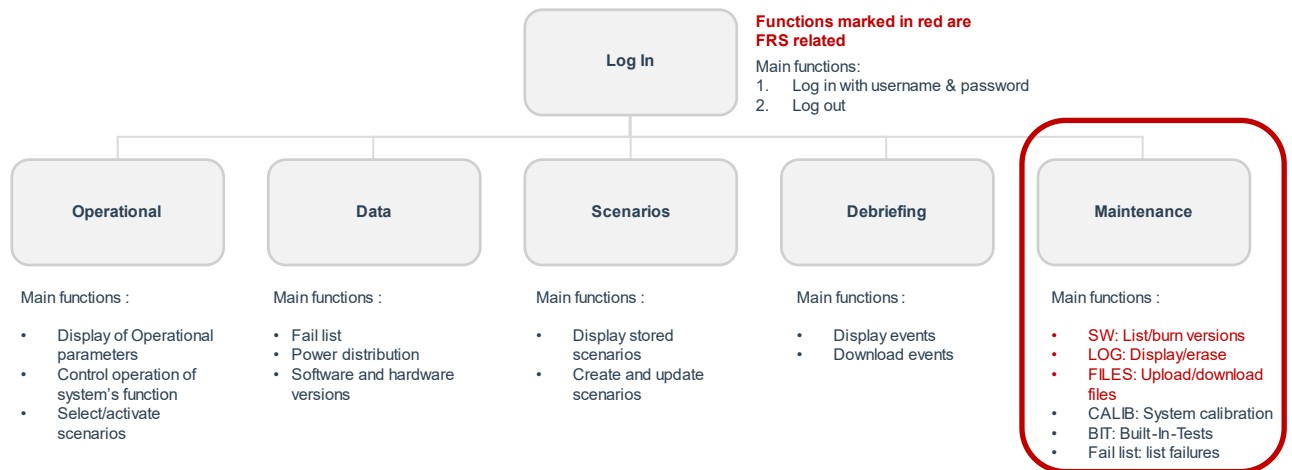 Functions marked in red are
FRS related
Log In
Main functions:
1. Log in with username & password
2. Log out
Operational
Data
Scenarios
Debriefing
Maintenance
Main functions :
• Display of Operational
parameters
• Control operation of
system's function
• Select/activate
scenarios
Main functions :
• Fail list
• Power distribution
• Software and hardware
versions
Main functions :
• Display stored
scenarios
• Create and update
scenarios
Main functions :
• Display events
• Download events
Main functions :
• SW: List/burn versions
• LOG: Display/erase
• FILES: Upload/download
files
• CALIB: System calibration
• BIT: Built-In-Tests
• Fail list: list failures